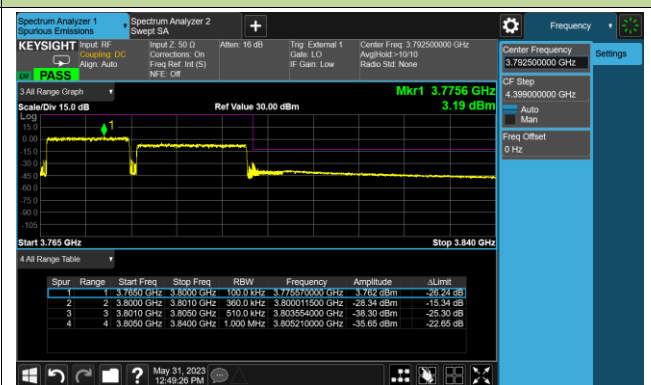 Spectrum Analyzer 1
Spurious Emissions
Spectrum Analyzer 2
Swept SA
Frequency
KEYSIGHT
Input: RF
Coupling: DC
Align: Auto
Input Z: 50 Ω
Corrections: On
Freq Ref: Int (S)
NFE: Off
Atten: 16 dB
Trig: External 1
Gate: LO
IF Gain: Low
Center Freq: 3.792500000 GHz
Avg|Hold:>10/10
Radio Std: None
PASS
Center Frequency
3.792500000 GHz
Settings
CF Step
4.399000000 GHz
Auto
Man
Freq Offset
0 Hz
3 All Range Graph
Mkr1 3.7756 GHz
Scale/Div 15.0 dB
Ref Value 30.00 dBm
3.19 dBm
Log
15.0
1
0.00
-15.0
-30.0
-45.0
-60.0
-75.0
-90.0
-105
Start 3.765 GHz
Stop 3.840 GHz
4 All Range Table
Spur Range Start Freq Stop Freq RBW Frequency Amplitude ΔLimit
1 1 3.7650 GHz 3.8000 GHz 100.0 kHz 3.775570000 GHz 3.762 dBm -26.24 dB
2 2 3.8000 GHz 3.8010 GHz 360.0 kHz 3.800011500 GHz -28.34 dBm -15.34 dB
3 3 3.8010 GHz 3.8050 GHz 510.0 kHz 3.803554000 GHz -38.30 dBm -25.30 dB
4 4 3.8050 GHz 3.8400 GHz 1.000 MHz 3.805210000 GHz -35.65 dBm -22.65 dB
?
May 31, 2023
12:49:26 PM